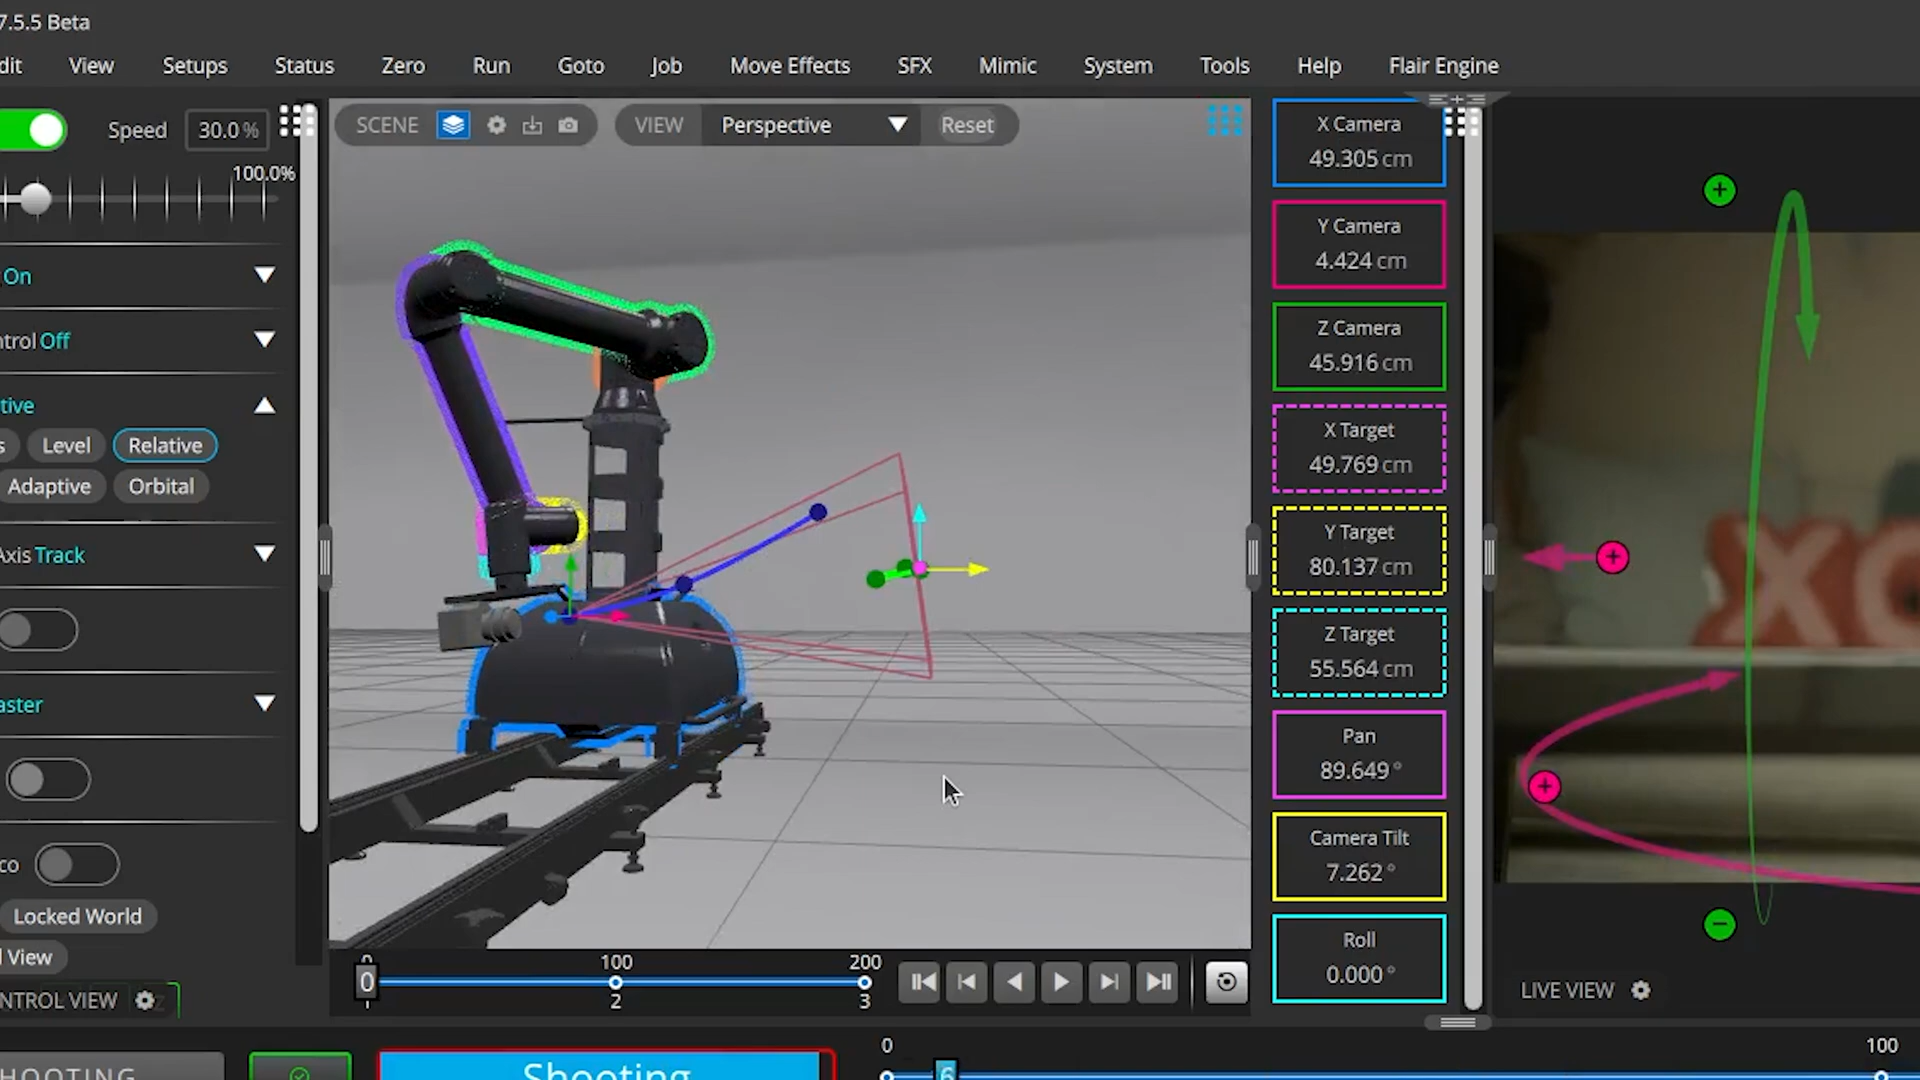 7.5.5 Beta
dit View Setups Status Zero Run Goto Job Move Effects SFX Mimic System Tools Help Flair Engine
Speed 30.0 %
100.0%
On
ntrol Off
tive
s Level Relative
Adaptive Orbital
Axis Track
aster
co
Locked World
l View
NTROL VIEW
HOOTING
SCENE VIEW Perspective Reset
0 100 200
2 3
Shooting
X Camera
49.305 cm
Y Camera
4.424 cm
Z Camera
45.916 cm
X Target
49.769 cm
Y Target
80.137 cm
Z Target
55.564 cm
Pan
89.649 °
Camera Tilt
7.262 °
Roll
0.000 °
XO
LIVE VIEW
0 100
6